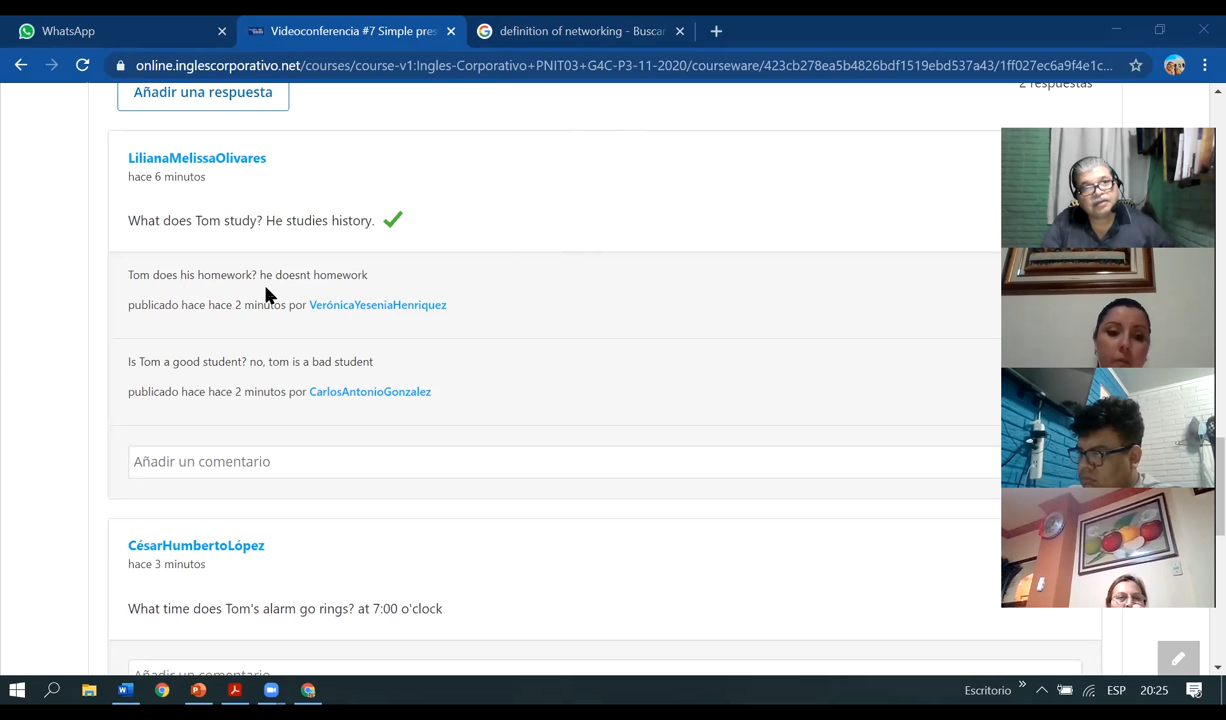 WhatsApp
Videoconferencia #7 Simple pres
definition of networking - Buscar
online.inglescorporativo.net/courses/course-v1:Ingles-Corporativo+PNIT03+G4C-P3-11-2020/courseware/423cb278ea5b4826bdf1519ebd537a43/1ff027ec6a9f4e1c...
Añadir una respuesta
2 respuestas
LilianaMelissaOlivares
hace 6 minutos
What does Tom study? He studies history.
Tom does his homework? he doesnt homework
publicado hace hace 2 minutos por VerónicaYeseniaHenriquez
Is Tom a good student? no, tom is a bad student
publicado hace hace 2 minutos por CarlosAntonioGonzalez
Añadir un comentario
CésarHumbertoLópez
hace 3 minutos
What time does Tom's alarm go rings? at 7:00 o'clock
Añadir un comentario
Escritorio
ESP
20:25